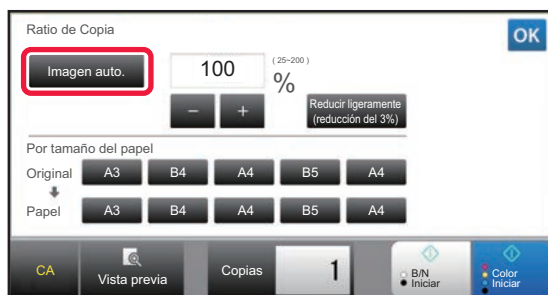 Ratio de Copia
OK
Imagen auto.
100
( 25~200 )
%
−
+
Reducir ligeramente
(reducción del 3%)
Por tamaño del papel
Original A3 B4 A4 B5 A4
Papel A3 B4 A4 B5 A4
CA
Vista previa
Copias
1
B/N
Iniciar
Color
Iniciar